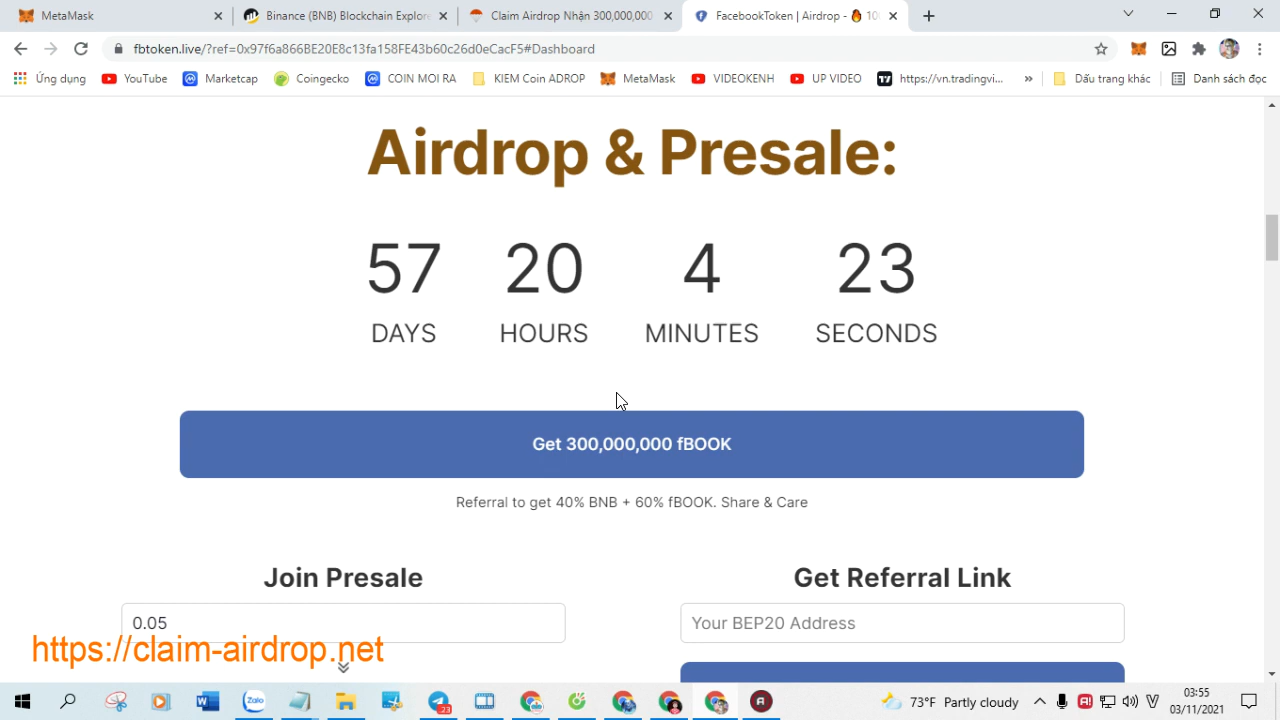 MetaMask
Binance (BNB) Blockchain Explore
Claim Airdrop Nhận 300,000,000
FacebookToken | Airdrop - 🔥 10
fbtoken.live/?ref=0x97f6a866BE20E8c13fa158FE43b60c26d0eCacF5#Dashboard
Ứng dụng
YouTube
Marketcap
Coingecko
COIN MOI RA
KIEM Coin ADROP
MetaMask
VIDEOKENH
UP VIDEO
https://vn.tradingvi...
»
Dấu trang khác
Danh sách đọc
Airdrop & Presale:
57 20 4 23
DAYS HOURS MINUTES SECONDS
Get 300,000,000 fBOOK
Referral to get 40% BNB + 60% fBOOK. Share & Care
Join Presale
Get Referral Link
0.05
Your BEP20 Address
https://claim-airdrop.net
Zalo
23
73°F Partly cloudy
03:55
03/11/2021